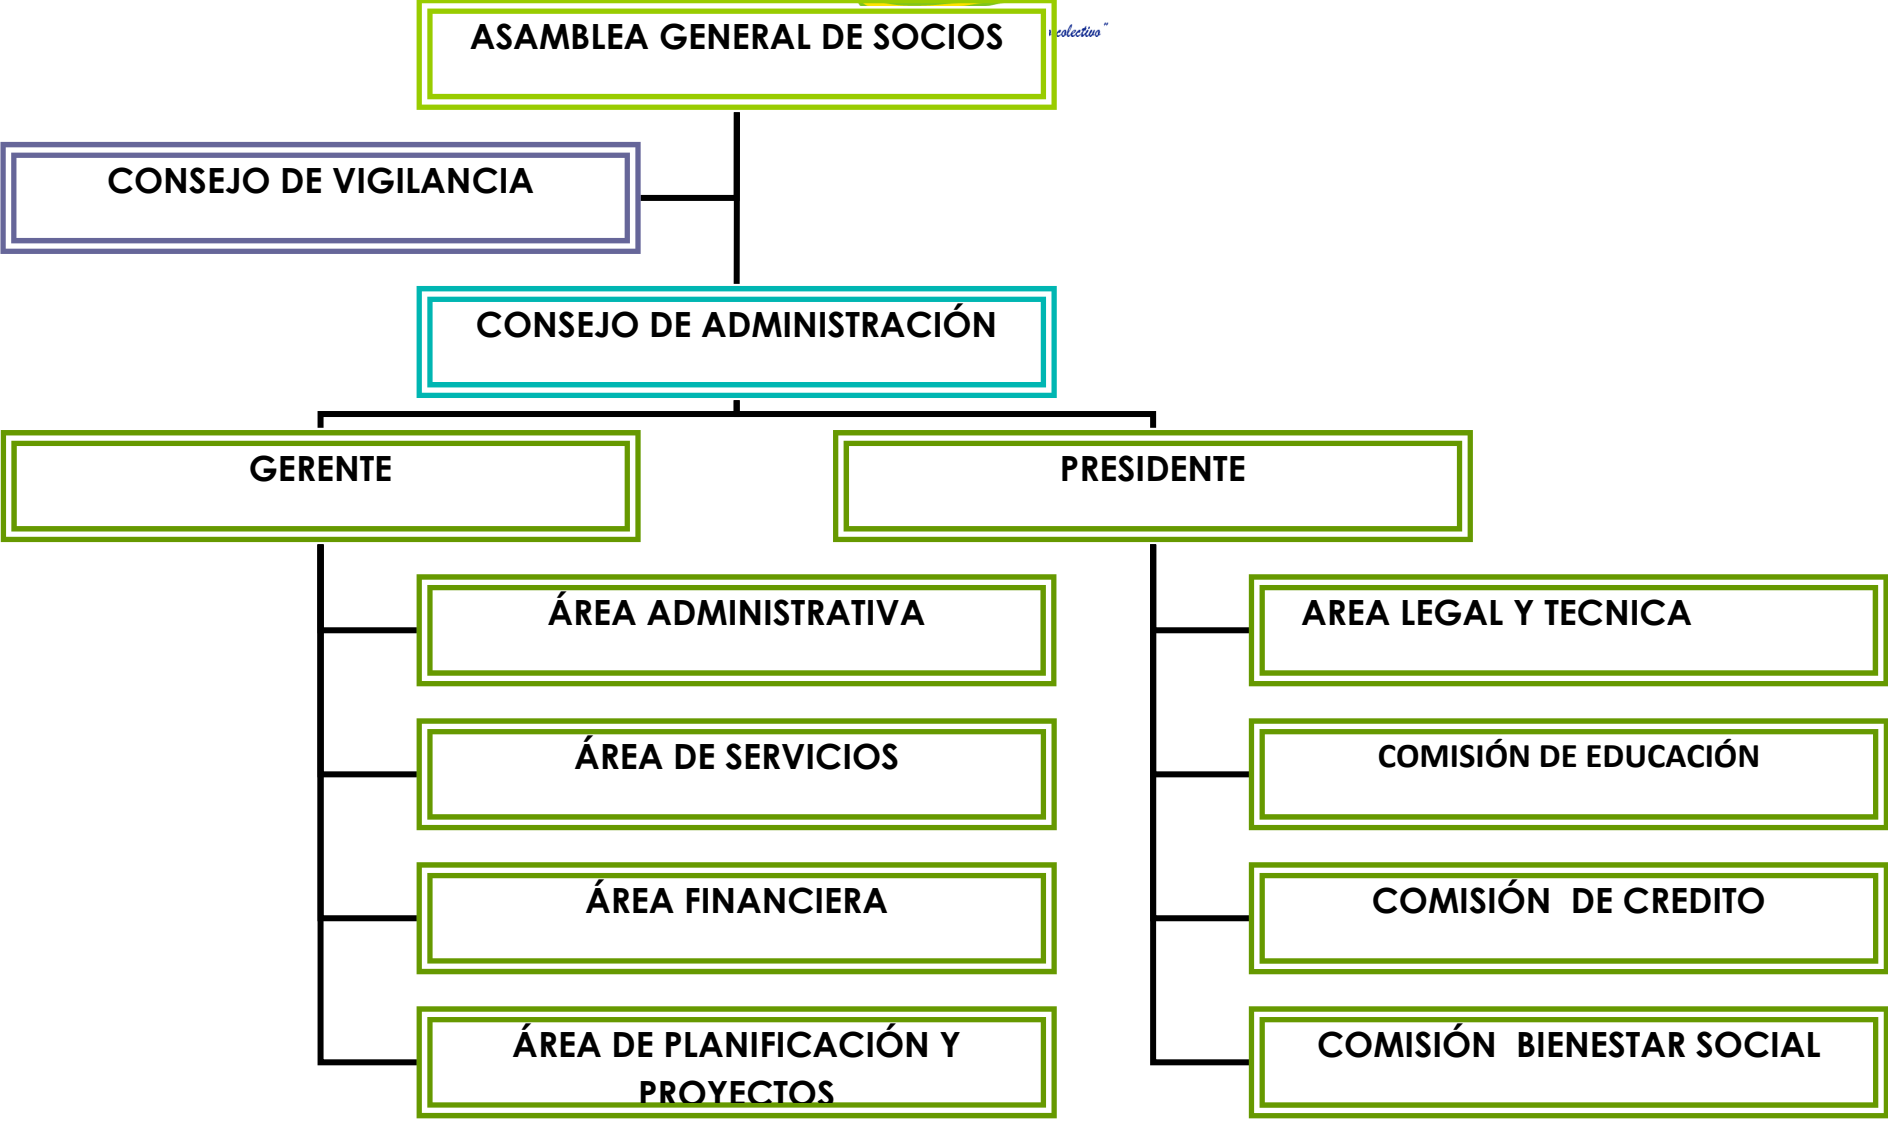 ASAMBLEA GENERAL DE SOCIOS
colectivo"
CONSEJO DE VIGILANCIA
CONSEJO DE ADMINISTRACIÓN
GERENTE
PRESIDENTE
ÁREA ADMINISTRATIVA
ÁREA DE SERVICIOS
ÁREA FINANCIERA
ÁREA DE PLANIFICACIÓN Y
PROYECTOS
AREA LEGAL Y TECNICA
COMISIÓN DE EDUCACIÓN
COMISIÓN  DE CREDITO
COMISIÓN  BIENESTAR SOCIAL